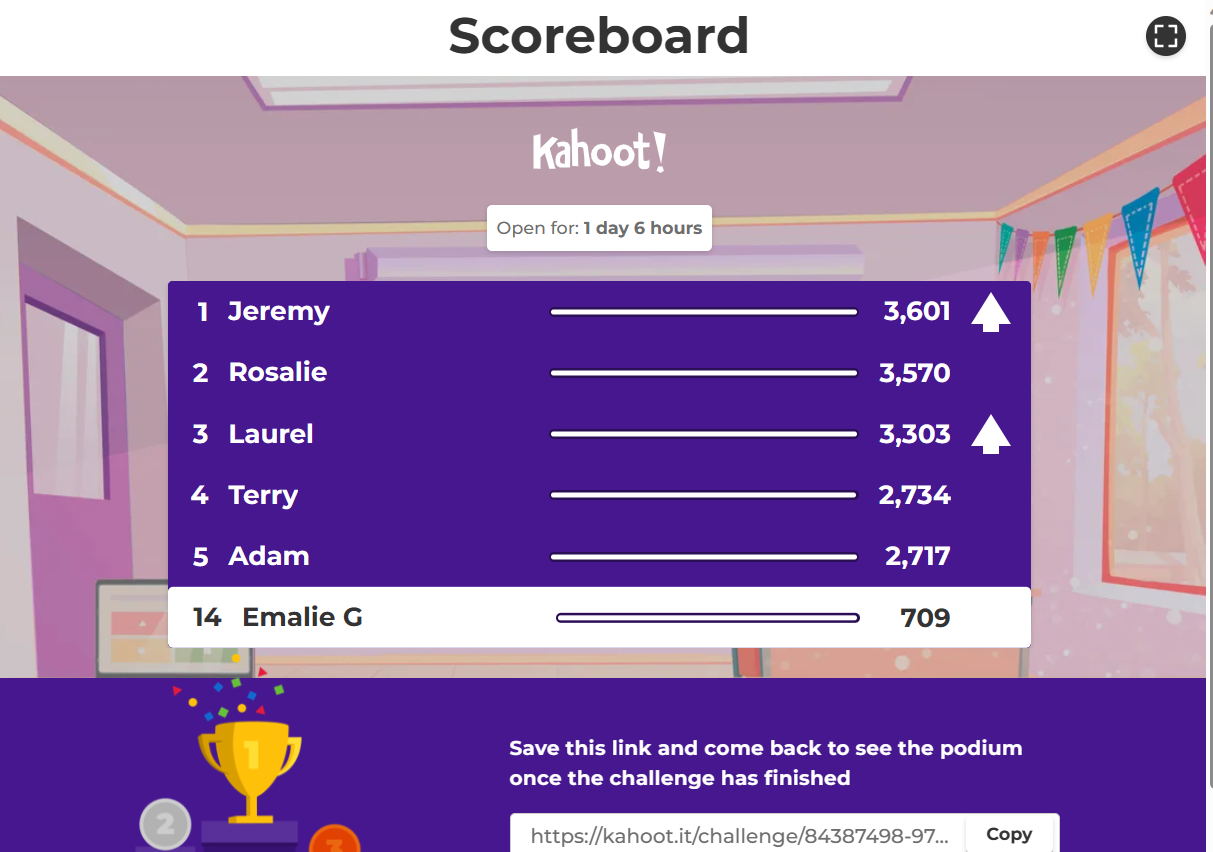 Scoreboard
Kahoot!
Open for: 1 day 6 hours
1 Jeremy 3,601
2 Rosalie 3,570
3 Laurel 3,303
4 Terry 2,734
5 Adam 2,717
14 Emalie G 709
1
Save this link and come back to see the podium
once the challenge has finished
2
3
https://kahoot.it/challenge/84387498-97... Copy